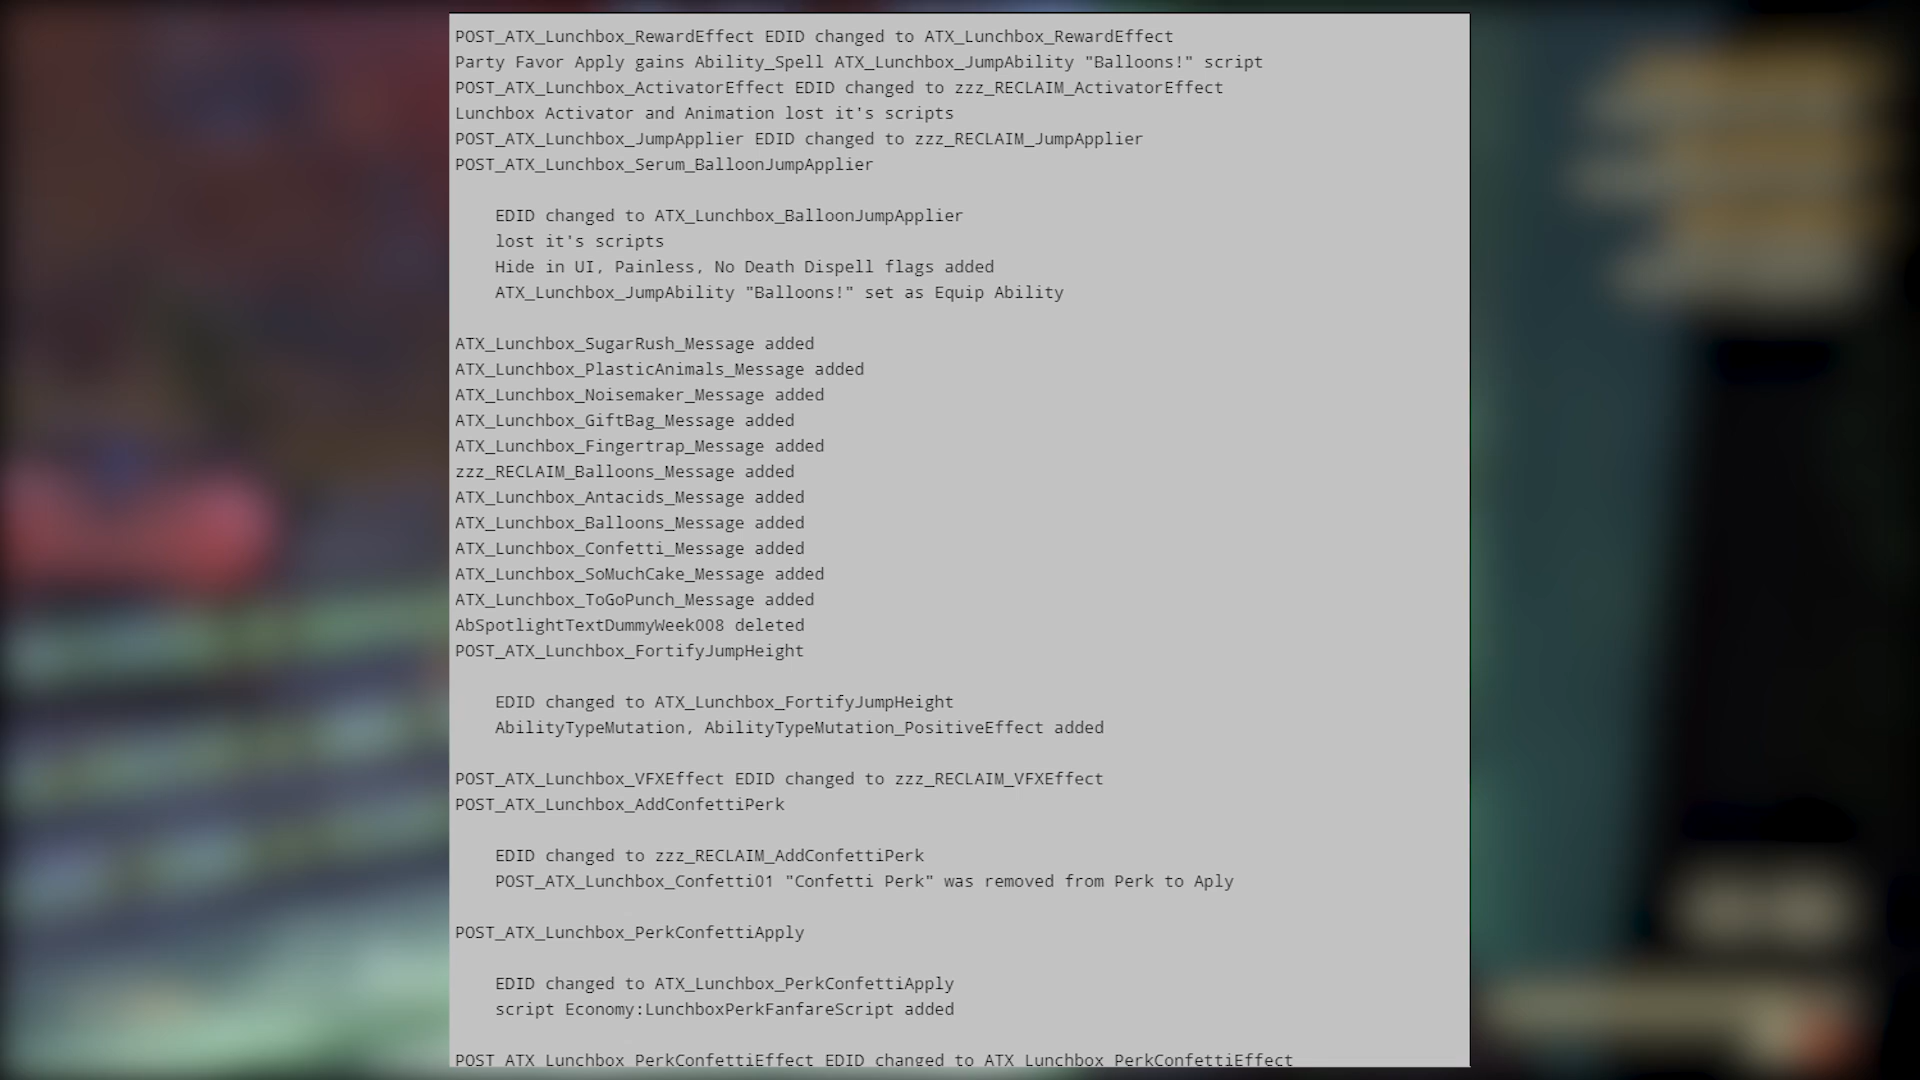 POST_ATX_Lunchbox_RewardEffect EDID changed to ATX_Lunchbox_RewardEffect
Party Favor Apply gains Ability_Spell ATX_Lunchbox_JumpAbility "Balloons!" script
POST_ATX_Lunchbox_ActivatorEffect EDID changed to zzz_RECLAIM_ActivatorEffect
Lunchbox Activator and Animation lost it's scripts
POST_ATX_Lunchbox_JumpApplier EDID changed to zzz_RECLAIM_JumpApplier
POST_ATX_Lunchbox_Serum_BalloonJumpApplier
EDID changed to ATX_Lunchbox_BalloonJumpApplier
lost it's scripts
Hide in UI, Painless, No Death Dispell flags added
ATX_Lunchbox_JumpAbility "Balloons!" set as Equip Ability
ATX_Lunchbox_SugarRush_Message added
ATX_Lunchbox_PlasticAnimals_Message added
ATX_Lunchbox_Noisemaker_Message added
ATX_Lunchbox_GiftBag_Message added
ATX_Lunchbox_Fingertrap_Message added
zzz_RECLAIM_Balloons_Message added
ATX_Lunchbox_Antacids_Message added
ATX_Lunchbox_Balloons_Message added
ATX_Lunchbox_Confetti_Message added
ATX_Lunchbox_SoMuchCake_Message added
ATX_Lunchbox_ToGoPunch_Message added
AbSpotlightTextDummyWeek008 deleted
POST_ATX_Lunchbox_FortifyJumpHeight
EDID changed to ATX_Lunchbox_FortifyJumpHeight
AbilityTypeMutation, AbilityTypeMutation_PositiveEffect added
POST_ATX_Lunchbox_VFXEffect EDID changed to zzz_RECLAIM_VFXEffect
POST_ATX_Lunchbox_AddConfettiPerk
EDID changed to zzz_RECLAIM_AddConfettiPerk
POST_ATX_Lunchbox_Confetti01 "Confetti Perk" was removed from Perk to Aply
POST_ATX_Lunchbox_PerkConfettiApply
EDID changed to ATX_Lunchbox_PerkConfettiApply
script Economy:LunchboxPerkFanfareScript added
POST_ATX_Lunchbox_PerkConfettiEffect EDID changed to ATX_Lunchbox_PerkConfettiEffect